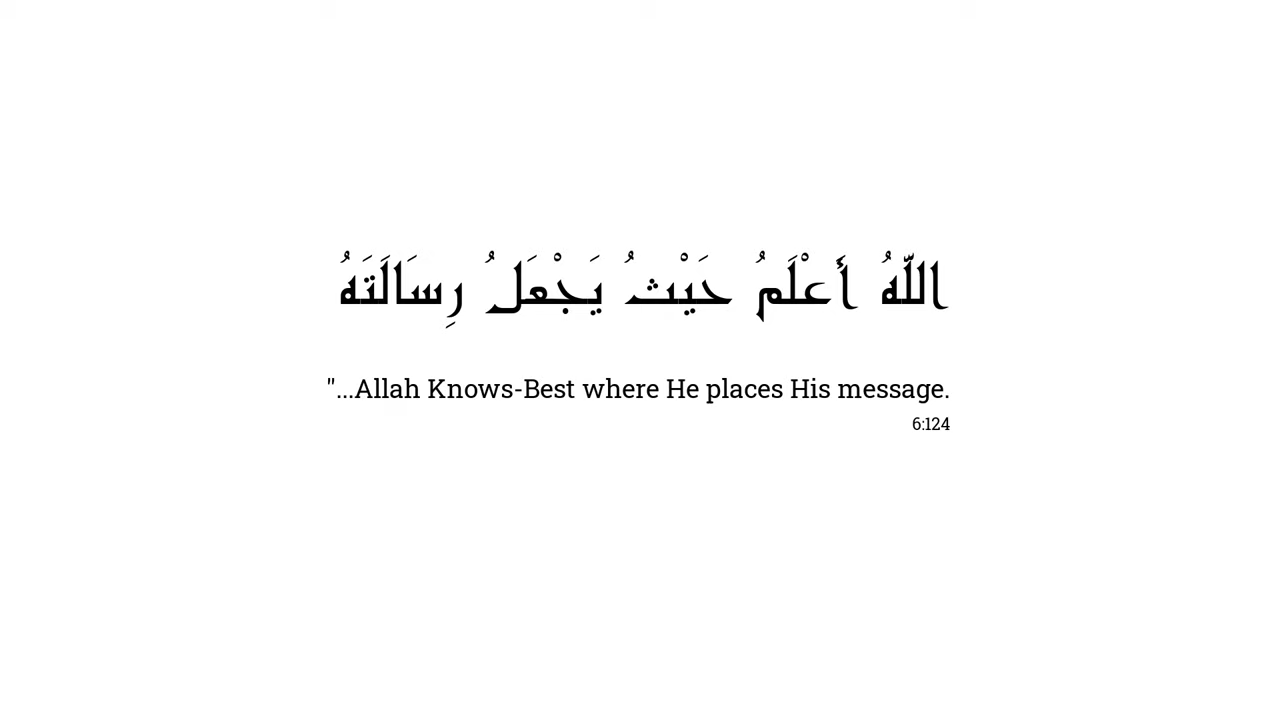 اللّهُ أَعْلَمُ حَيْثُ يَجْعَلُ رِسَالَتَهُ
"...Allah Knows-Best where He places His message.
6:124